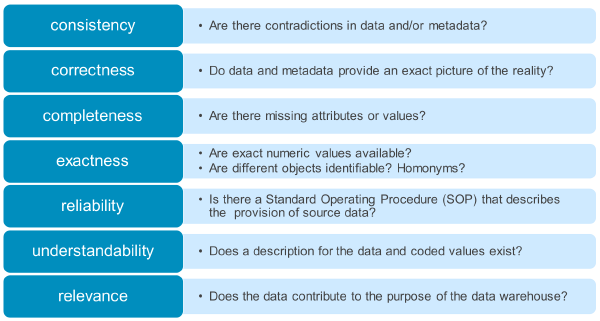 consistency
• Are there contradictions in data and/or metadata?
correctness
• Do data and metadata provide an exact picture of the reality?
completeness
• Are there missing attributes or values?
exactness
• Are exact numeric values available?
• Are different objects identifiable? Homonyms?
reliability
• Is there a Standard Operating Procedure (SOP) that describes
the provision of source data?
understandability
• Does a description for the data and coded values exist?
relevance
• Does the data contribute to the purpose of the data warehouse?